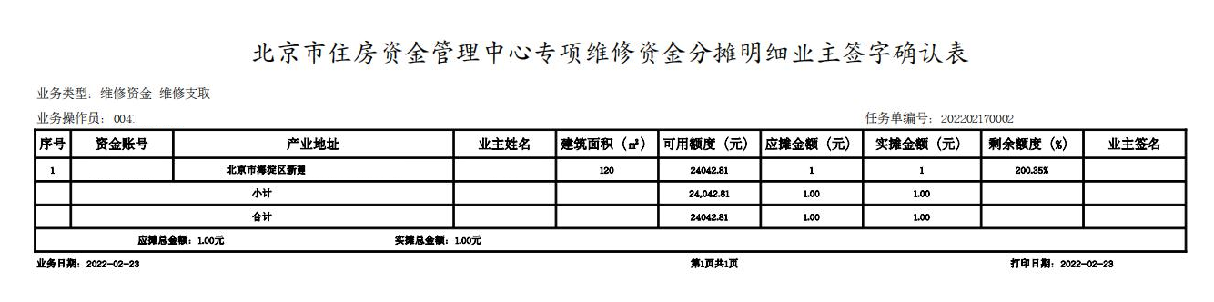 北京市住房资金管理中心专项维修资金分摊明细业主签字确认表
业务类型: 维修资金 维修支取
业务操作员: 004. 任务单编号: 202202170002
序号 资金账号 产业地址 业主姓名 建筑面积 (㎡) 可用额度 (元) 应摊金额 (元) 实摊金额 (元) 剩余额度 (%) 业主签名
1 北京市海淀区新建 120 24042.81 1 1 200.35%
小计 24,042.81 1.00 1.00
合计 24042.81 1.00 1.00
应摊总金额: 1.00元 实摊总金额: 1.00元
业务日期: 2022-02-23 第1页共1页 打印日期: 2022-02-23